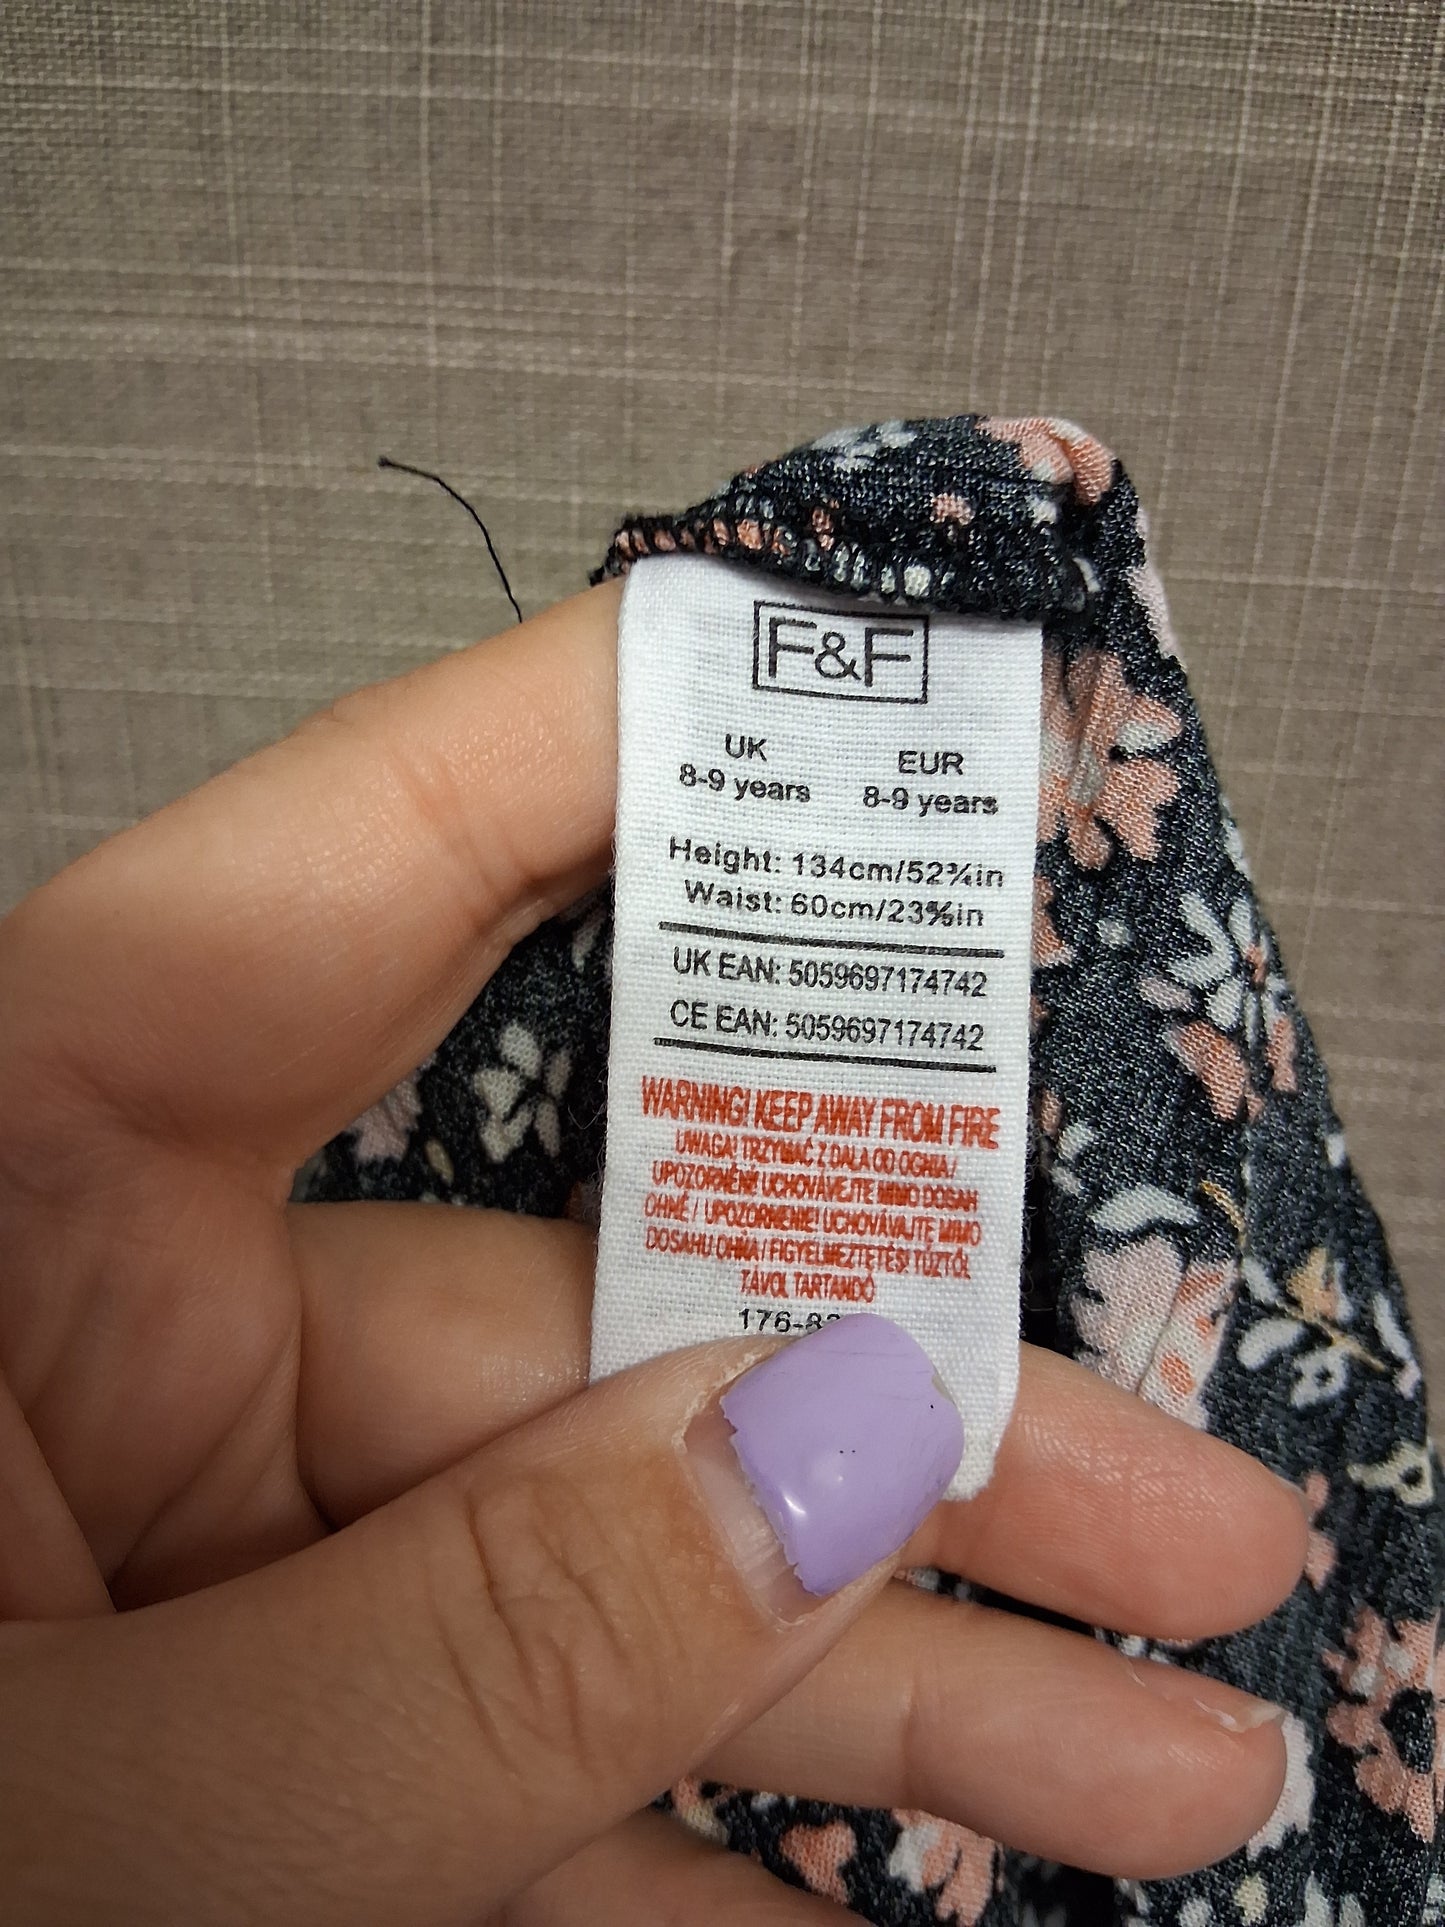 F&F
UK EUR
8-9 years 8-9 years
Height: 134cm/52¾in
Waist: 60cm/23⅝in
UK EAN: 5059697174742
CE EAN: 5059697174742
WARNING! KEEP AWAY FROM FIRE
UWAGA! TRZYMAĆ Z DALA OD OGNIA /
UPOZORNĚNÍ! UCHOVÁVEJTE MIMO DOSAH
OHNĚ / UPOZORNENIE! UCHOVÁVAJTE MIMO
DOSAHU OHŇA / FIGYELMEZTETÉS! TŰZTŐL
TÁVOL TARTANDÓ